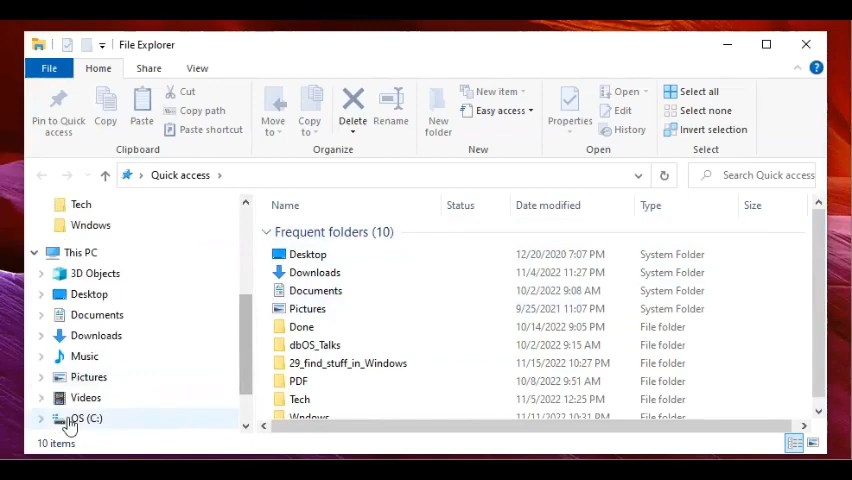 File Explorer
File Home Share View
Pin to Quick access
Copy
Paste
Cut
Copy path
Paste shortcut
Clipboard
Move to
Copy to
Delete
Rename
Organize
New folder
New item
Easy access
New
Properties
Open
Edit
History
Open
Select all
Select none
Invert selection
Select
Quick access
Search Quick access
Tech
Wndows
This PC
3D Objects
Desktop
Documents
Downloads
Music
Pictures
Videos
OS (C:)
Name Status Date modified Type Size
Frequent folders (10)
Desktop 12/20/2020 7:07 PM System Folder
Downloads 11/4/2022 11:27 PM System Folder
Documents 10/2/2022 9:08 AM System Folder
Pictures 9/25/2021 11:07 PM System Folder
Done 10/14/2022 9:05 PM File folder
dbOS_Talks 10/2/2022 9:15 AM File folder
29_find_stuff_in_Windows 11/15/2022 10:27 PM File folder
PDF 10/8/2022 9:51 AM File folder
Tech 11/5/2022 12:25 PM File folder
Wndows 11/11/2022 10:31 PM File folder
10 items